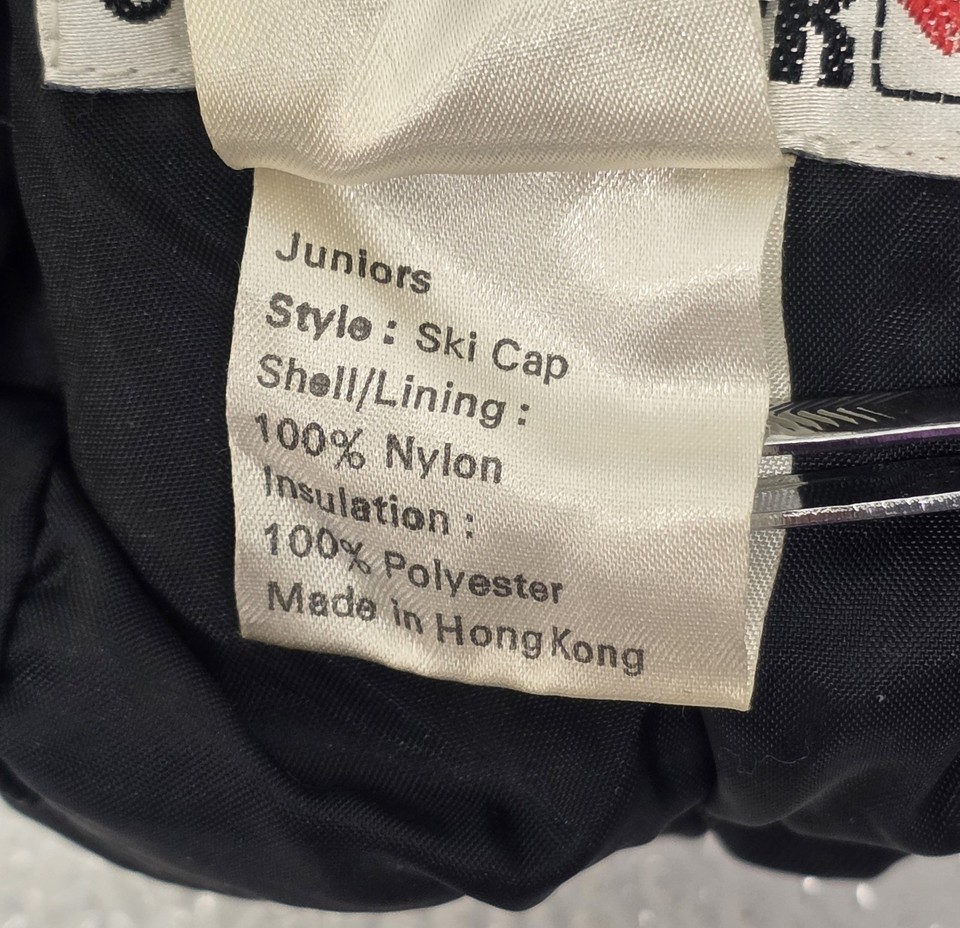 Juniors
Style: Ski Cap
Shell/Lining:
100% Nylon
Insulation:
100% Polyester
Made in Hong Kong